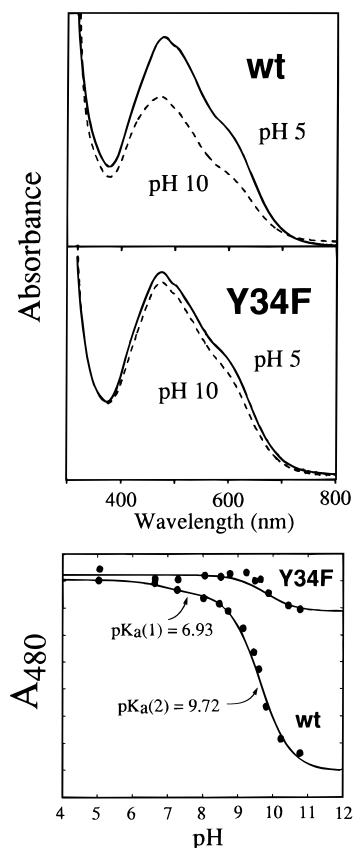 wt
pH 5
pH 10
Absorbance
Y34F
pH 5
pH 10
400 600 800
Wavelength (nm)
Y34F
pKa(1) = 6.93
A480
pKa(2) = 9.72
wt
4 5 6 7 8 9 10 11 12
pH